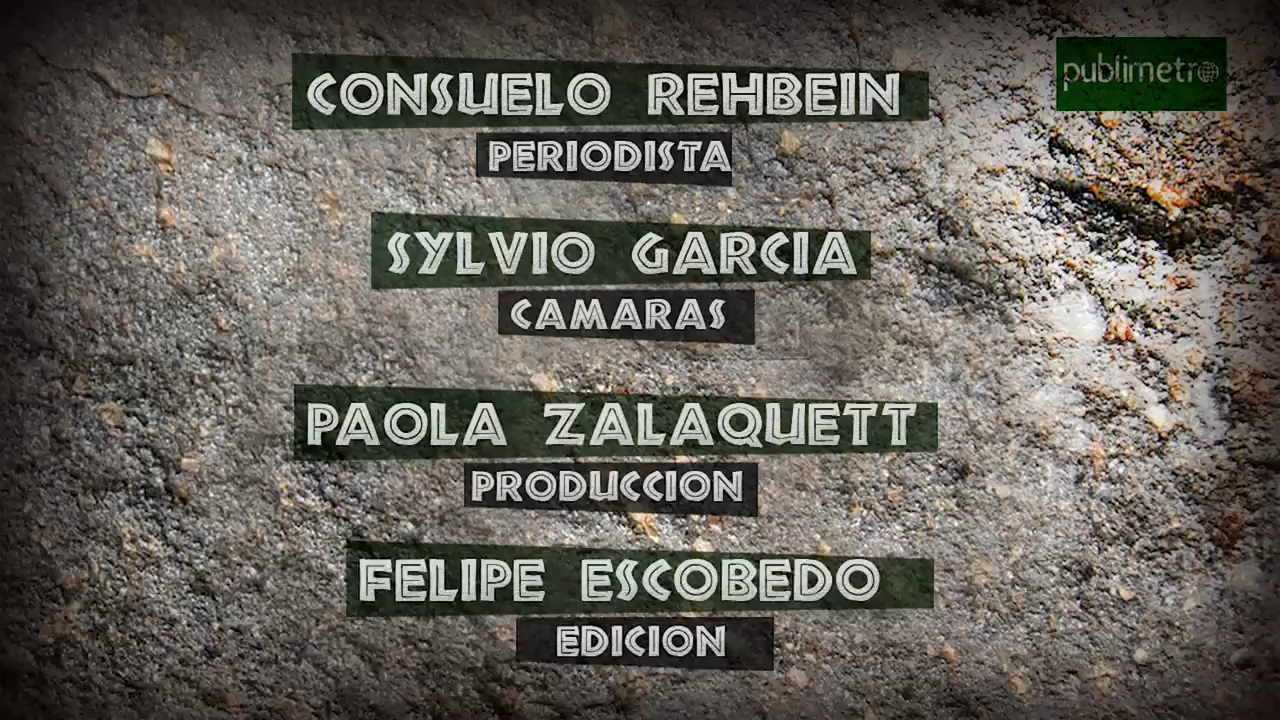 CONSUELO REHBEIN
publimetro
PERIODISTA
SYLVIO GARCIA
CAMARAS
PAOLA ZALAQUETT
PRODUCCION
FELIPE ESCOBEDO
EDICION